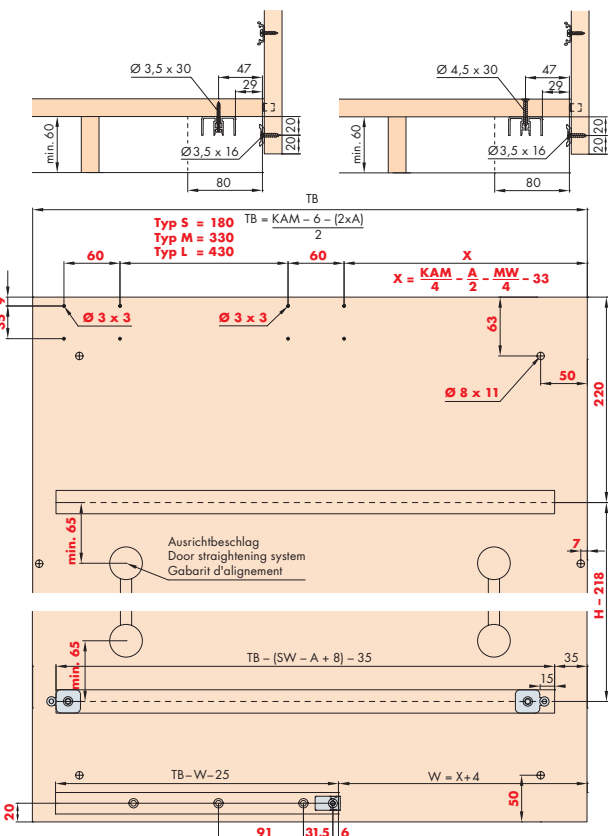 Ø 3,5 x 30
47
29
min. 60
Ø 3,5 x 16
20
20
80
Ø 4,5 x 30
47
29
min. 60
Ø 3,5 x 16
20
20
80
TB
Typ S = 180
Typ M = 330
Typ L = 430
TB = KAM – 6 – (2xA)
2
60
60
X
X = KAM – A – MW – 33
4 2 4
9
35
Ø 3 x 3
Ø 3 x 3
63
50
Ø 8 x 11
220
min. 65
Ausrichtbeschlag
Door straightening system
Gabarit d'alignement
7
H – 218
min. 65
TB – (SW – A + 8) – 35
35
15
TB–W–25
W = X+4
20
50
91
31,5
6